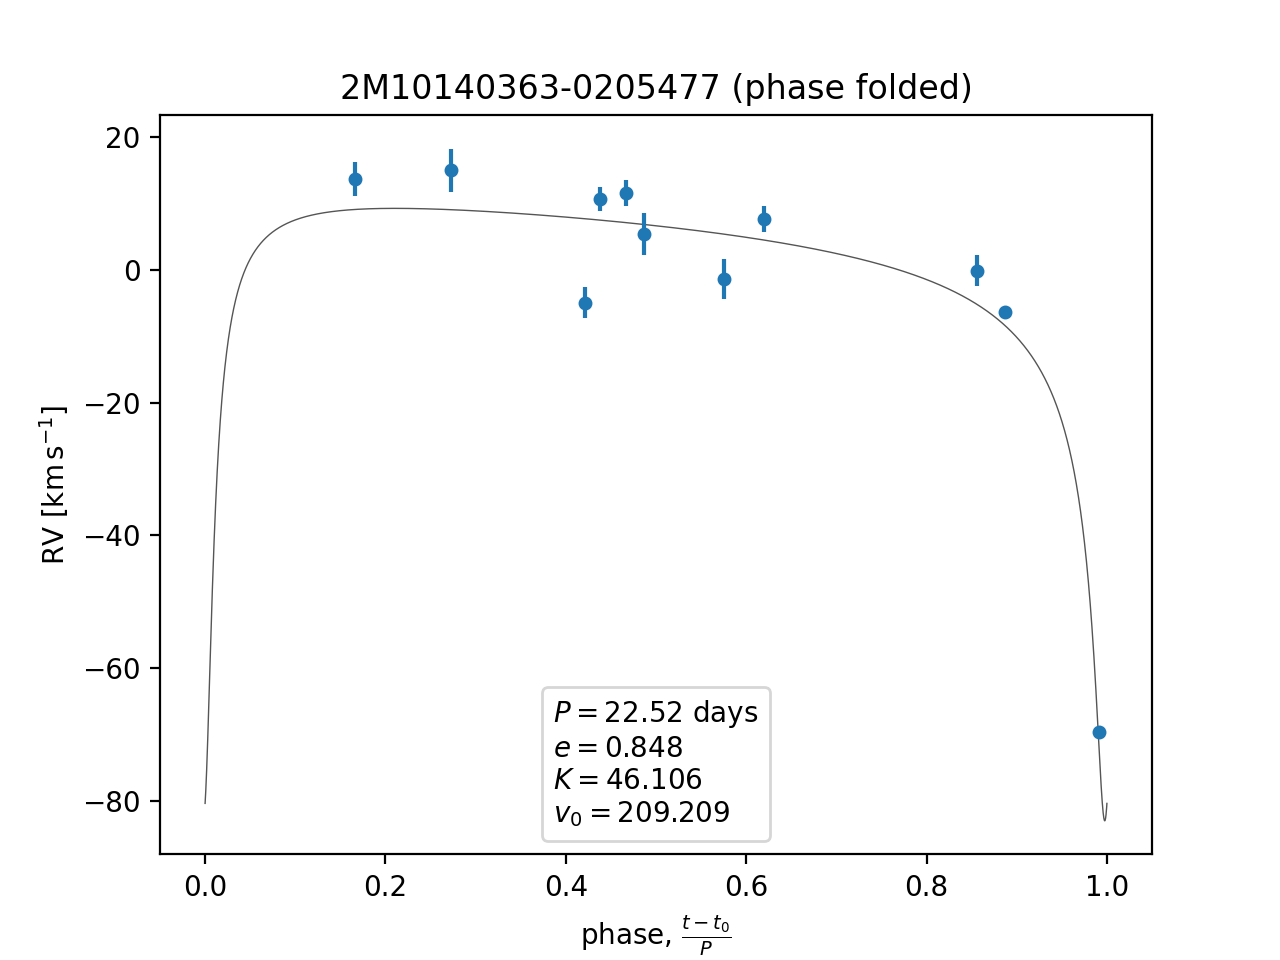 2M10140363-0205477 (phase folded)
RV [km s⁻¹]
20
0
−20
−40
−60
−80
P = 22.52 days
e = 0.848
K = 46.106
v₀ = 209.209
0.0 0.2 0.4 0.6 0.8 1.0
phase, (t − t₀)/P